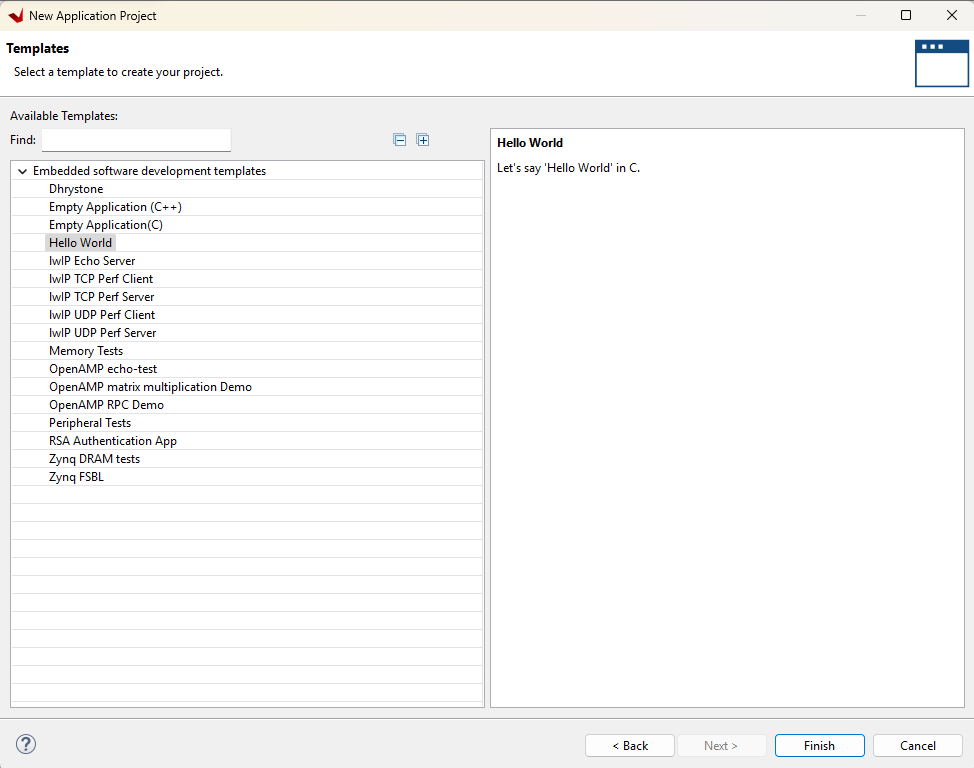 New Application Project
Templates
Select a template to create your project.
Available Templates:
Find:
Embedded software development templates
Dhrystone
Empty Application (C++)
Empty Application(C)
Hello World
lwIP Echo Server
lwIP TCP Perf Client
lwIP TCP Perf Server
lwIP UDP Perf Client
lwIP UDP Perf Server
Memory Tests
OpenAMP echo-test
OpenAMP matrix multiplication Demo
OpenAMP RPC Demo
Peripheral Tests
RSA Authentication App
Zynq DRAM tests
Zynq FSBL
Hello World
Let's say 'Hello World' in C.
?
< Back
Next >
Finish
Cancel